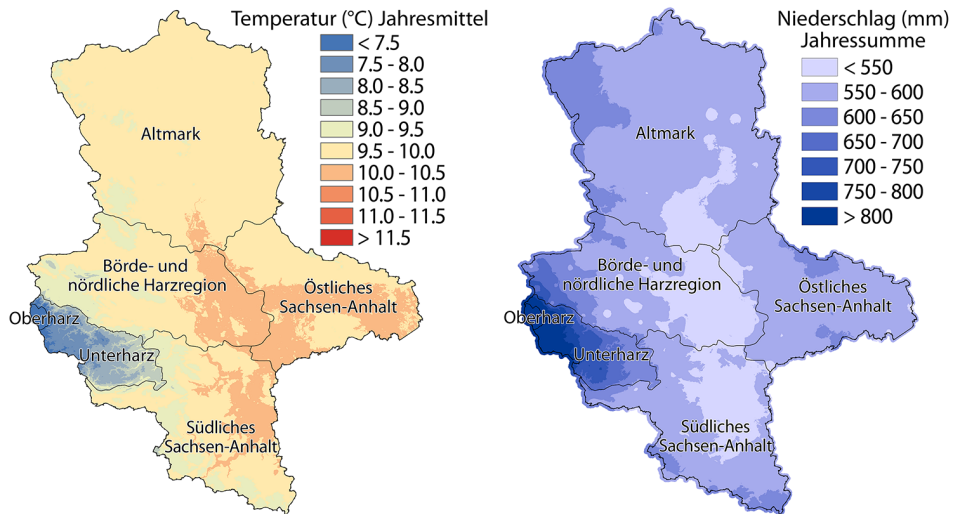 Temperatur (°C) Jahresmittel
< 7.5
7.5 - 8.0
8.0 - 8.5
8.5 - 9.0
9.0 - 9.5
9.5 - 10.0
10.0 - 10.5
10.5 - 11.0
11.0 - 11.5
> 11.5
Altmark
Börde- und
nördliche Harzregion
Östliches
Sachsen-Anhalt
Oberharz
Unterharz
Südliches
Sachsen-Anhalt
Niederschlag (mm)
Jahressumme
< 550
550 - 600
600 - 650
650 - 700
700 - 750
750 - 800
> 800
Altmark
Börde- und
nördliche Harzregion
Östliches
Sachsen-Anhalt
Oberharz
Unterharz
Südliches
Sachsen-Anhalt